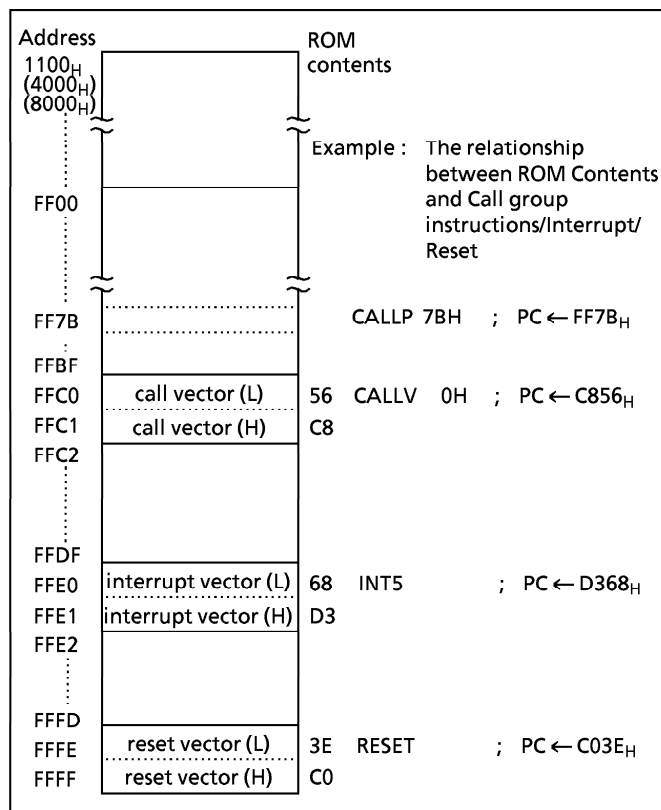 Address
ROM
contents
1100H
(4000H)
(8000H)
Example : The relationship
between ROM Contents
and Call group
instructions/Interrupt/
Reset
FF00
FF7B CALLP 7BH ; PC ← FF7BH
FFBF
FFC0 call vector (L) 56 CALLV 0H ; PC ← C856H
FFC1 call vector (H) C8
FFC2
FFDF
FFE0 interrupt vector (L) 68 INT5 ; PC ← D368H
FFE1 interrupt vector (H) D3
FFE2
FFFD
FFFE reset vector (L) 3E RESET ; PC ← C03EH
FFFF reset vector (H) C0